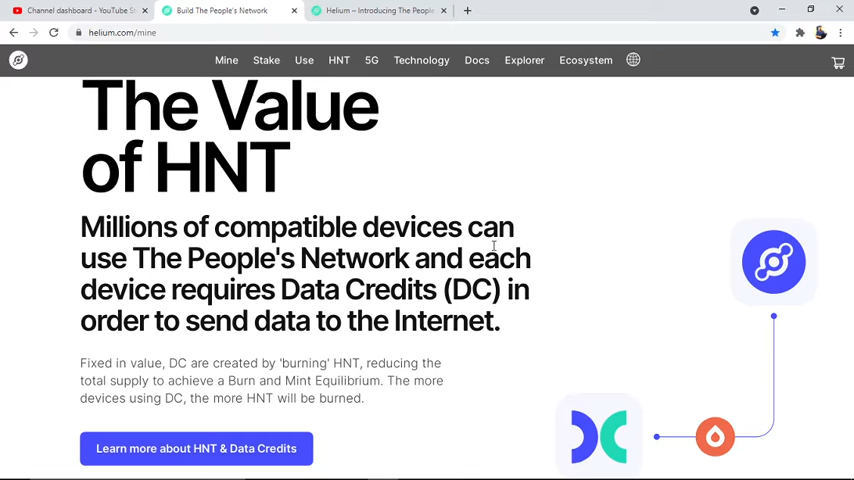 Channel dashboard - YouTube St
Build The People's Network
Helium – Introducing The People
helium.com/mine
Mine Stake Use HNT 5G Technology Docs Explorer Ecosystem
The Value
of HNT
Millions of compatible devices can
use The People's Network and each
device requires Data Credits (DC) in
order to send data to the Internet.
Fixed in value, DC are created by 'burning' HNT, reducing the
total supply to achieve a Burn and Mint Equilibrium. The more
devices using DC, the more HNT will be burned.
Learn more about HNT & Data Credits